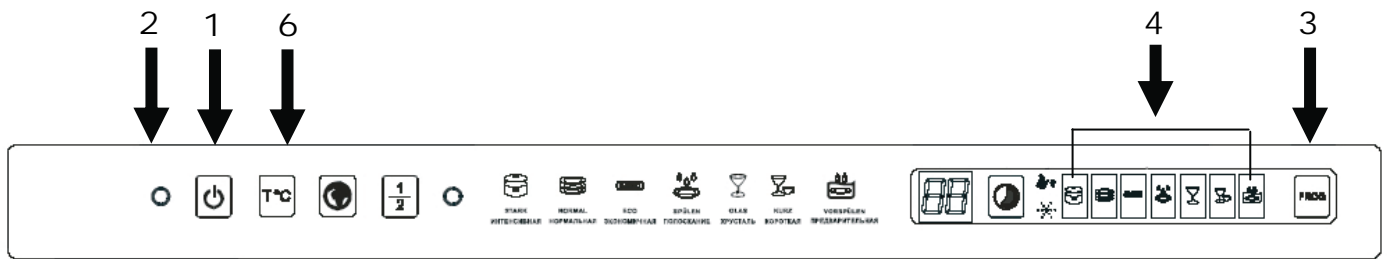 2 1 6 4 3
T°C 1/2 88 PROG
STARK NORMAL ECO SPÜLEN GLAS KURZ VORSPÜLEN
ИНТЕНСИВНАЯ НОРМАЛЬНАЯ ЭКОНОМИЧНАЯ ПОЛОСКАНИЕ ХРУСТАЛЬ КОРОТКАЯ ПРЕДВАРИТЕЛЬНАЯ